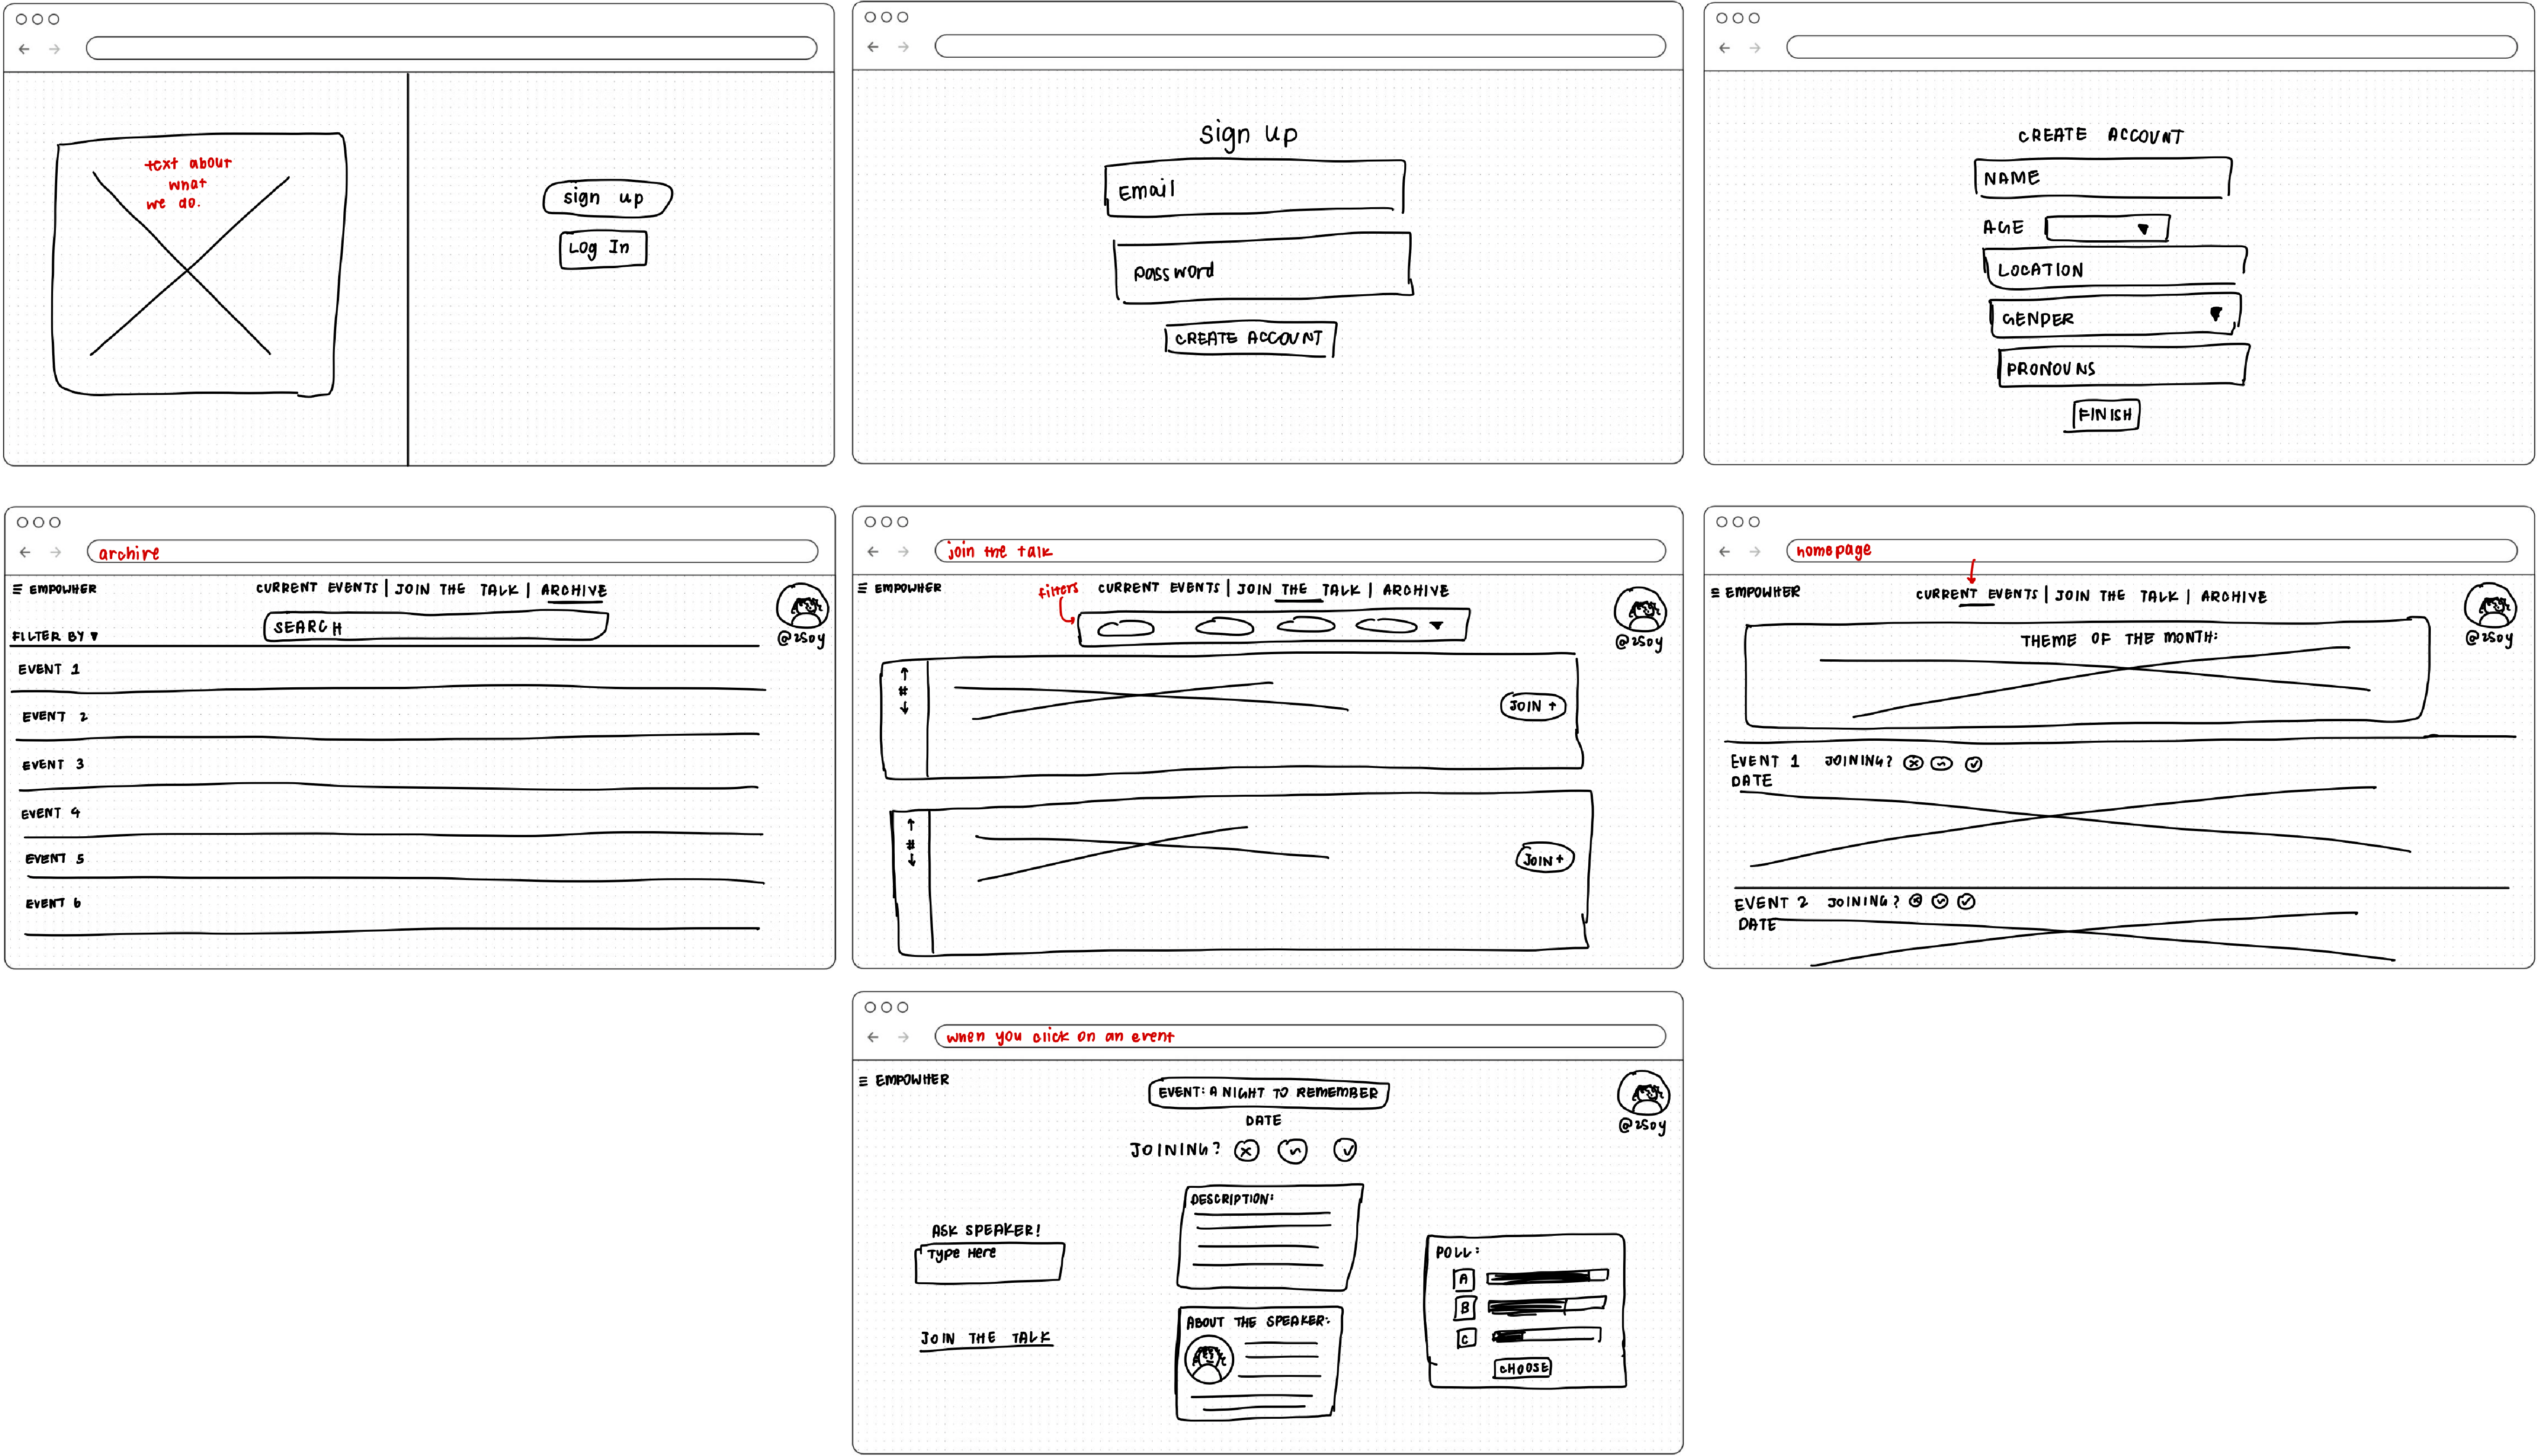 text about
what
we do.
sign up
Log In
sign up
Email
password
CREATE ACCOUNT
CREATE ACCOUNT
NAME
AGE
LOCATION
GENDER
PRONOUNS
FINISH
archive
EMPOWHER
CURRENT EVENTS | JOIN THE TALK | ARCHIVE
SEARCH
FILTER BY
@2soy
EVENT 1
EVENT 2
EVENT 3
EVENT 4
EVENT 5
EVENT 6
join the talk
EMPOWHER
filters
CURRENT EVENTS | JOIN THE TALK | ARCHIVE
@2soy
↑
#
↓
JOIN +
↑
#
↓
JOIN +
homepage
EMPOWHER
CURRENT EVENTS | JOIN THE TALK | ARCHIVE
@2soy
THEME OF THE MONTH:
EVENT 1 JOINING?
DATE
EVENT 2 JOINING?
DATE
when you click on an event
EMPOWHER
EVENT: A NIGHT TO REMEMBER
@2soy
DATE
JOINING?
ASK SPEAKER!
Type Here
JOIN THE TALK
DESCRIPTION:
ABOUT THE SPEAKER:
POLL:
A
B
C
CHOOSE